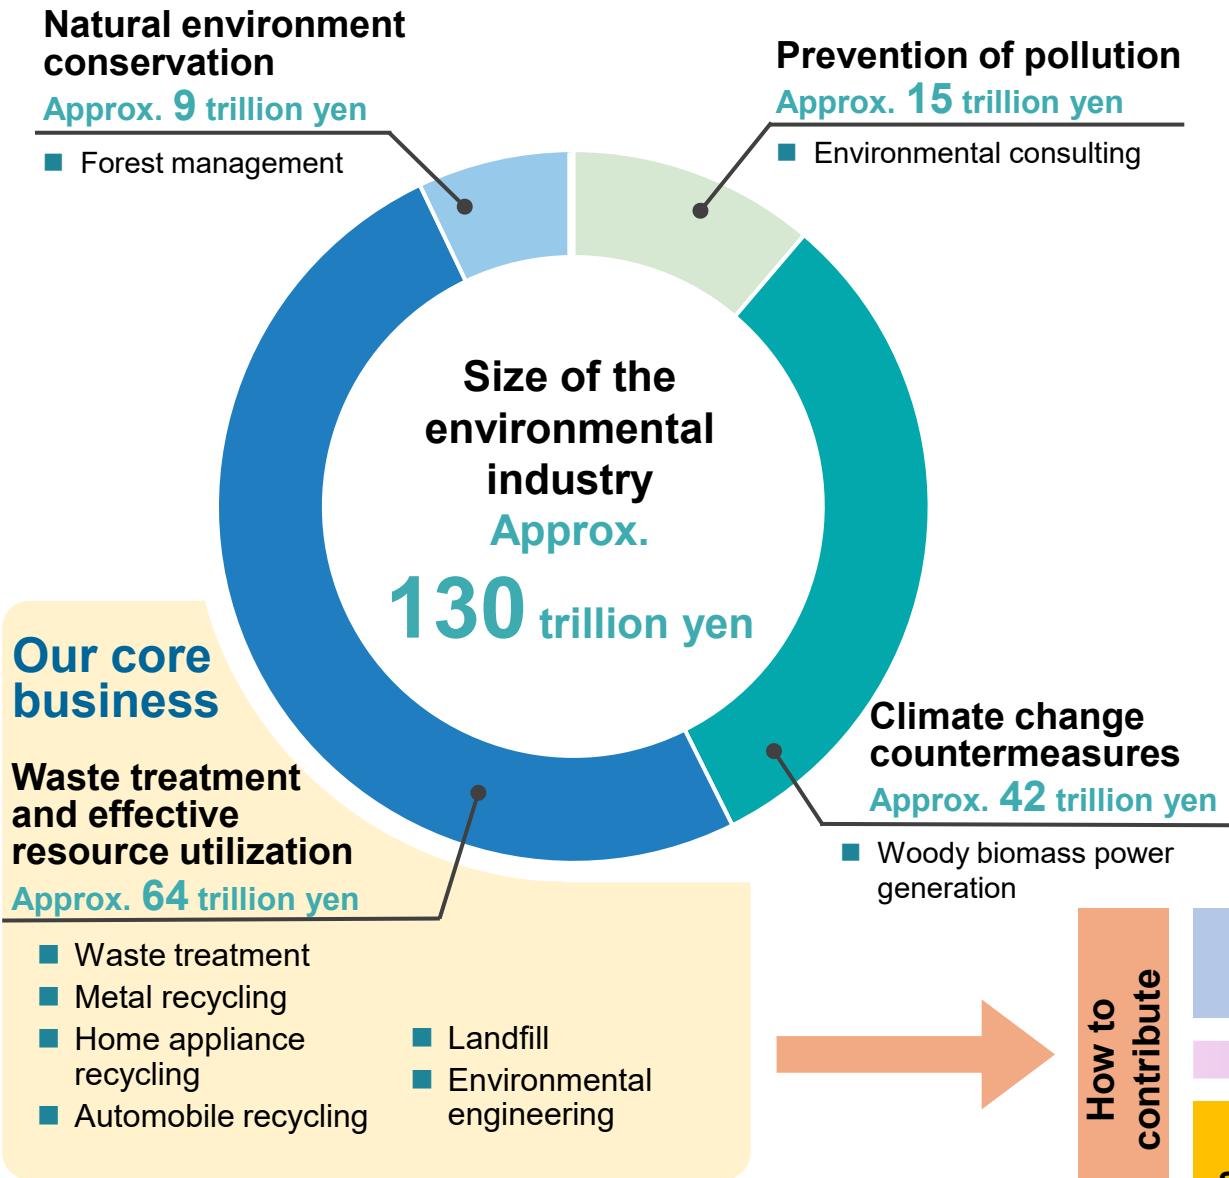 Natural environment
conservation
Approx. 9 trillion yen
Forest management
Prevention of pollution
Approx. 15 trillion yen
Environmental consulting
Size of the
environmental
industry
Approx.
130 trillion yen
Our core
business
Waste treatment
and effective
resource utilization
Approx. 64 trillion yen
Waste treatment
Metal recycling
Home appliance
recycling
Automobile recycling
Landfill
Environmental
engineering
Climate change
countermeasures
Approx. 42 trillion yen
Woody biomass power
generation
How to
contribute